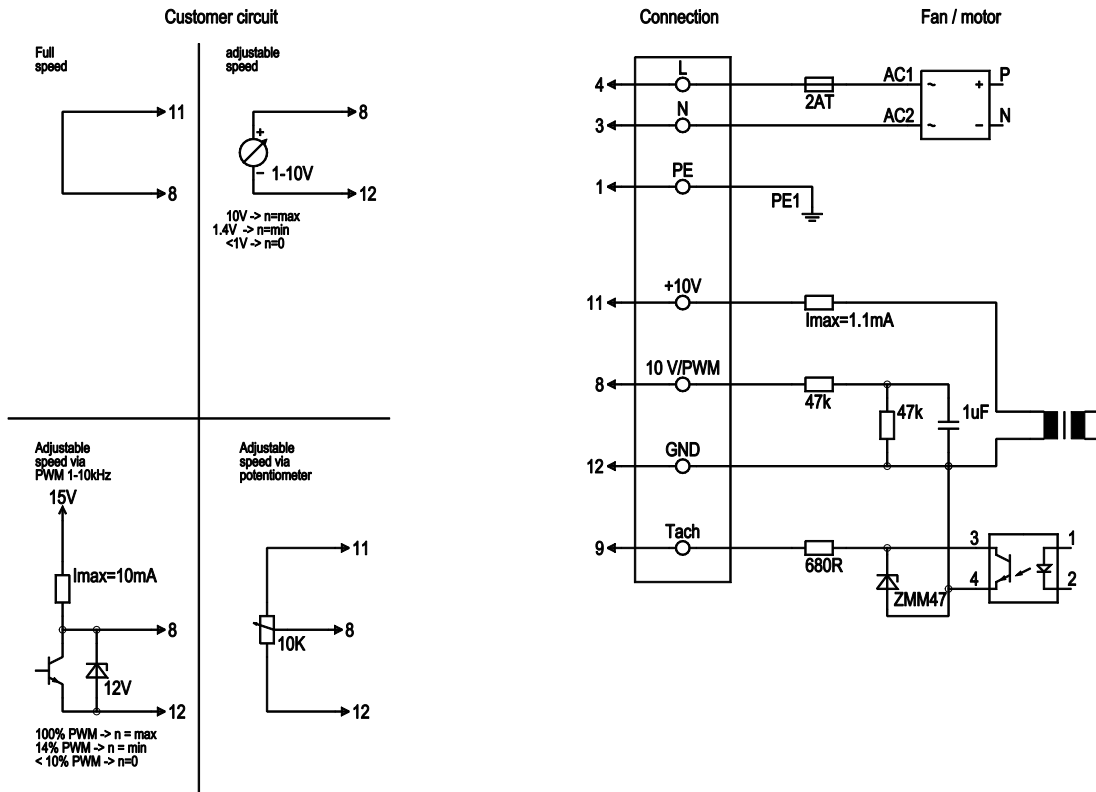 Customer circuit
Full
speed
11
8
adjustable
speed
8
+
− 1-10V
12
10V -> n=max
1.4V -> n=min
<1V -> n=0
Adjustable
speed via
PWM 1-10kHz
15V
Imax=10mA
8
12V
12
100% PWM -> n = max
14% PWM -> n = min
< 10% PWM -> n=0
Adjustable
speed via
potentiometer
11
8
10K
12
Connection
Fan / motor
4 L 2AT AC1 ~ + P
3 N AC2 ~ − N
1 PE PE1
11 +10V Imax=1.1mA
8 10 V/PWM 47k 47k 1uF
12 GND
9 Tach 680R 3 1
ZMM47 4 2